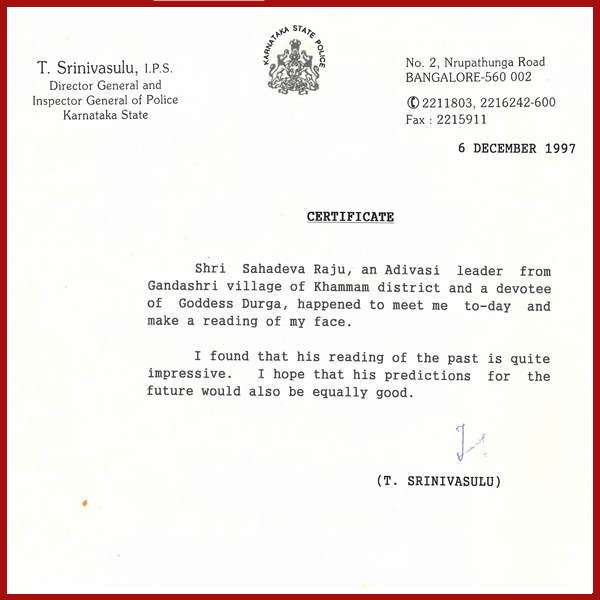 KARNATAKA STATE POLICE
T. Srinivasulu, I.P.S.
Director General and
Inspector General of Police
Karnataka State
No. 2, Nrupathunga Road
BANGALORE-560 002
✆ 2211803, 2216242-600
Fax : 2215911
6 DECEMBER 1997
CERTIFICATE
Shri Sahadeva Raju, an Adivasi leader from
Gandashri village of Khammam district and a devotee
of Goddess Durga, happened to meet me to-day and
make a reading of my face.
I found that his reading of the past is quite
impressive. I hope that his predictions for the
future would also be equally good.
(T. SRINIVASULU)